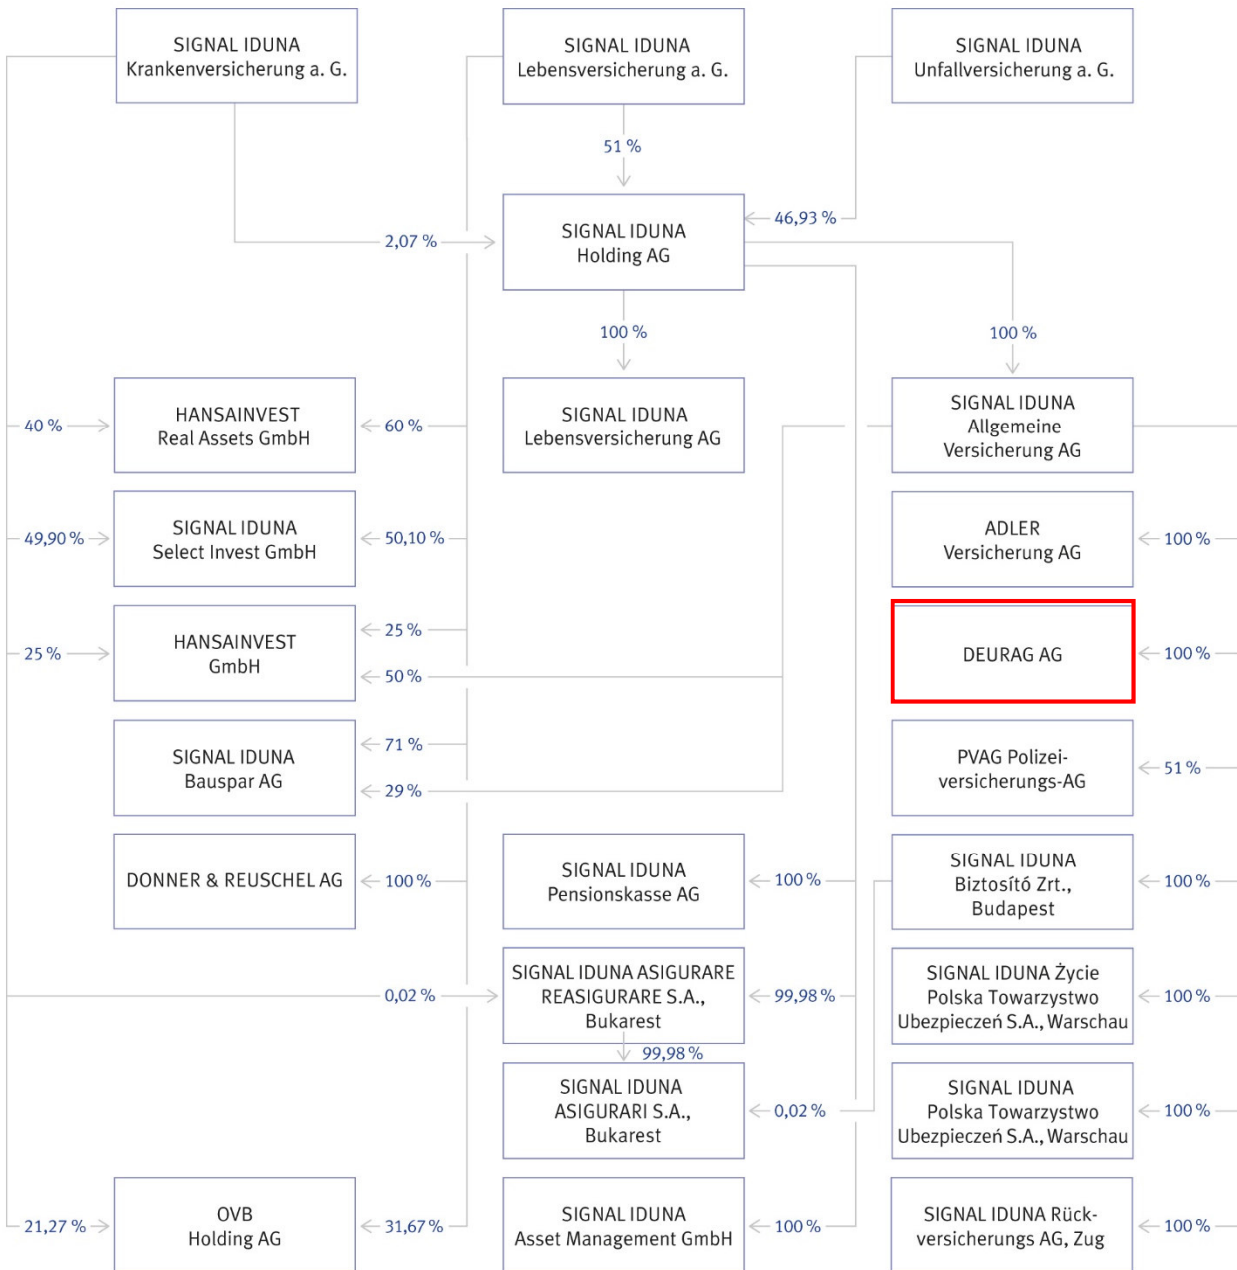 SIGNAL IDUNA
Krankenversicherung a. G.
SIGNAL IDUNA
Lebensversicherung a. G.
SIGNAL IDUNA
Unfallversicherung a. G.
51 %
46,93 %
2,07 %
SIGNAL IDUNA
Holding AG
100 %
100 %
40 %
HANSAINVEST
Real Assets GmbH
60 %
SIGNAL IDUNA
Lebensversicherung AG
SIGNAL IDUNA
Allgemeine
Versicherung AG
49,90 %
SIGNAL IDUNA
Select Invest GmbH
50,10 %
ADLER
Versicherung AG
100 %
25 %
HANSAINVEST
GmbH
25 %
50 %
DEURAG AG
100 %
SIGNAL IDUNA
Bauspar AG
71 %
29 %
PVAG Polizei-
versicherungs-AG
51 %
DONNER & REUSCHEL AG
100 %
SIGNAL IDUNA
Pensionskasse AG
100 %
SIGNAL IDUNA
Biztosító Zrt.,
Budapest
100 %
0,02 %
SIGNAL IDUNA ASIGURARE
REASIGURARE S.A.,
Bukarest
99,98 %
SIGNAL IDUNA Życie
Polska Towarzystwo
Ubezpieczeń S.A., Warschau
100 %
99,98 %
SIGNAL IDUNA
ASIGURARI S.A.,
Bukarest
0,02 %
SIGNAL IDUNA
Polska Towarzystwo
Ubezpieczeń S.A., Warschau
100 %
21,27 %
OVB
Holding AG
31,67 %
SIGNAL IDUNA
Asset Management GmbH
100 %
SIGNAL IDUNA Rück-
versicherungs AG, Zug
100 %